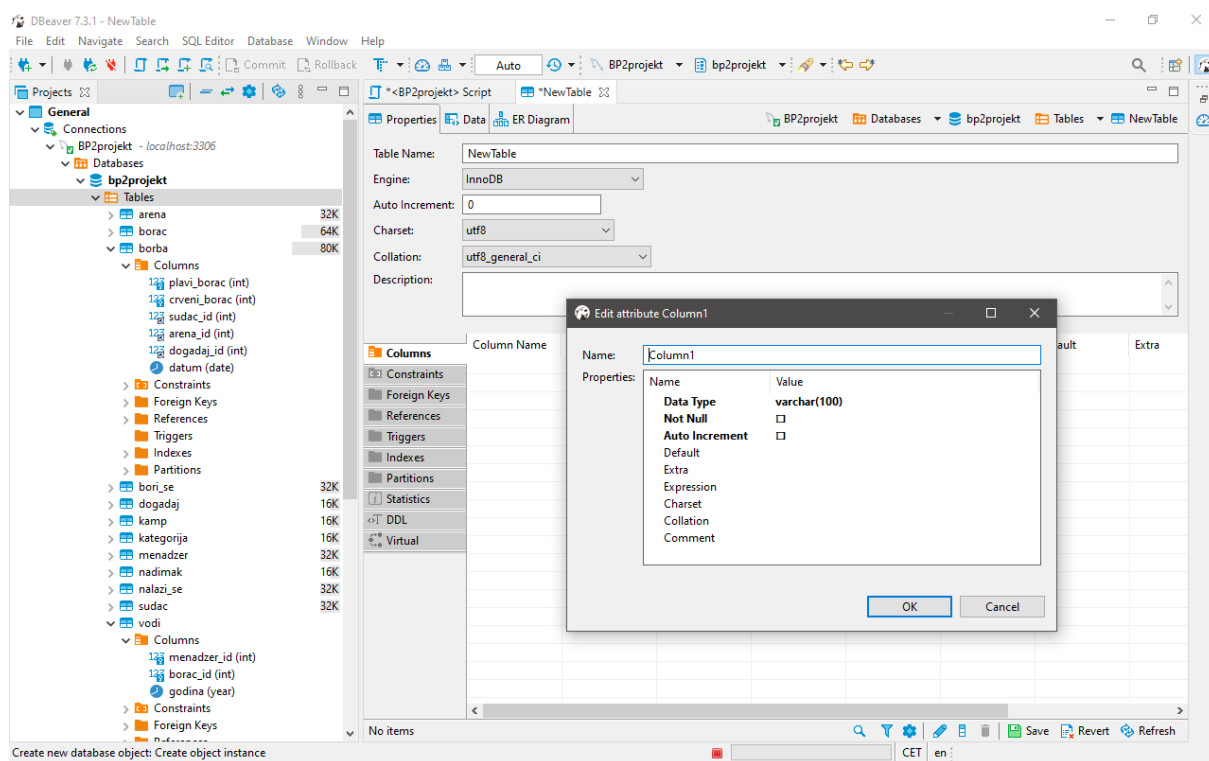 DBeaver 7.3.1 - NewTable
File Edit Navigate Search SQL Editor Database Window Help
Commit Rollback Auto BP2projekt bp2projekt
Projects
*<BP2projekt> Script *NewTable
General
Connections
BP2projekt - localhost:3306
Databases
bp2projekt
Tables
arena 32K
borac 64K
borba 80K
Columns
plavi_borac (int)
crveni_borac (int)
sudac_id (int)
arena_id (int)
dogadaj_id (int)
datum (date)
Constraints
Foreign Keys
References
Triggers
Indexes
Partitions
bori_se 32K
dogadaj 16K
kamp 16K
kategorija 16K
menadzer 32K
nadimak 16K
nalazi_se 32K
sudac 32K
vodi
Columns
menadzer_id (int)
borac_id (int)
godina (year)
Constraints
Foreign Keys
References
Properties Data ER Diagram
BP2projekt Databases bp2projekt Tables NewTable
Table Name: NewTable
Engine: InnoDB
Auto Increment: 0
Charset: utf8
Collation: utf8_general_ci
Description:
Columns
Constraints
Foreign Keys
References
Triggers
Indexes
Partitions
Statistics
DDL
Virtual
Column Name ault Extra
Edit attribute Column1
Name: Column1
Properties:
Name Value
Data Type varchar(100)
Not Null
Auto Increment
Default
Extra
Expression
Charset
Collation
Comment
OK Cancel
No items
Save Revert Refresh
Create new database object: Create object instance
CET en